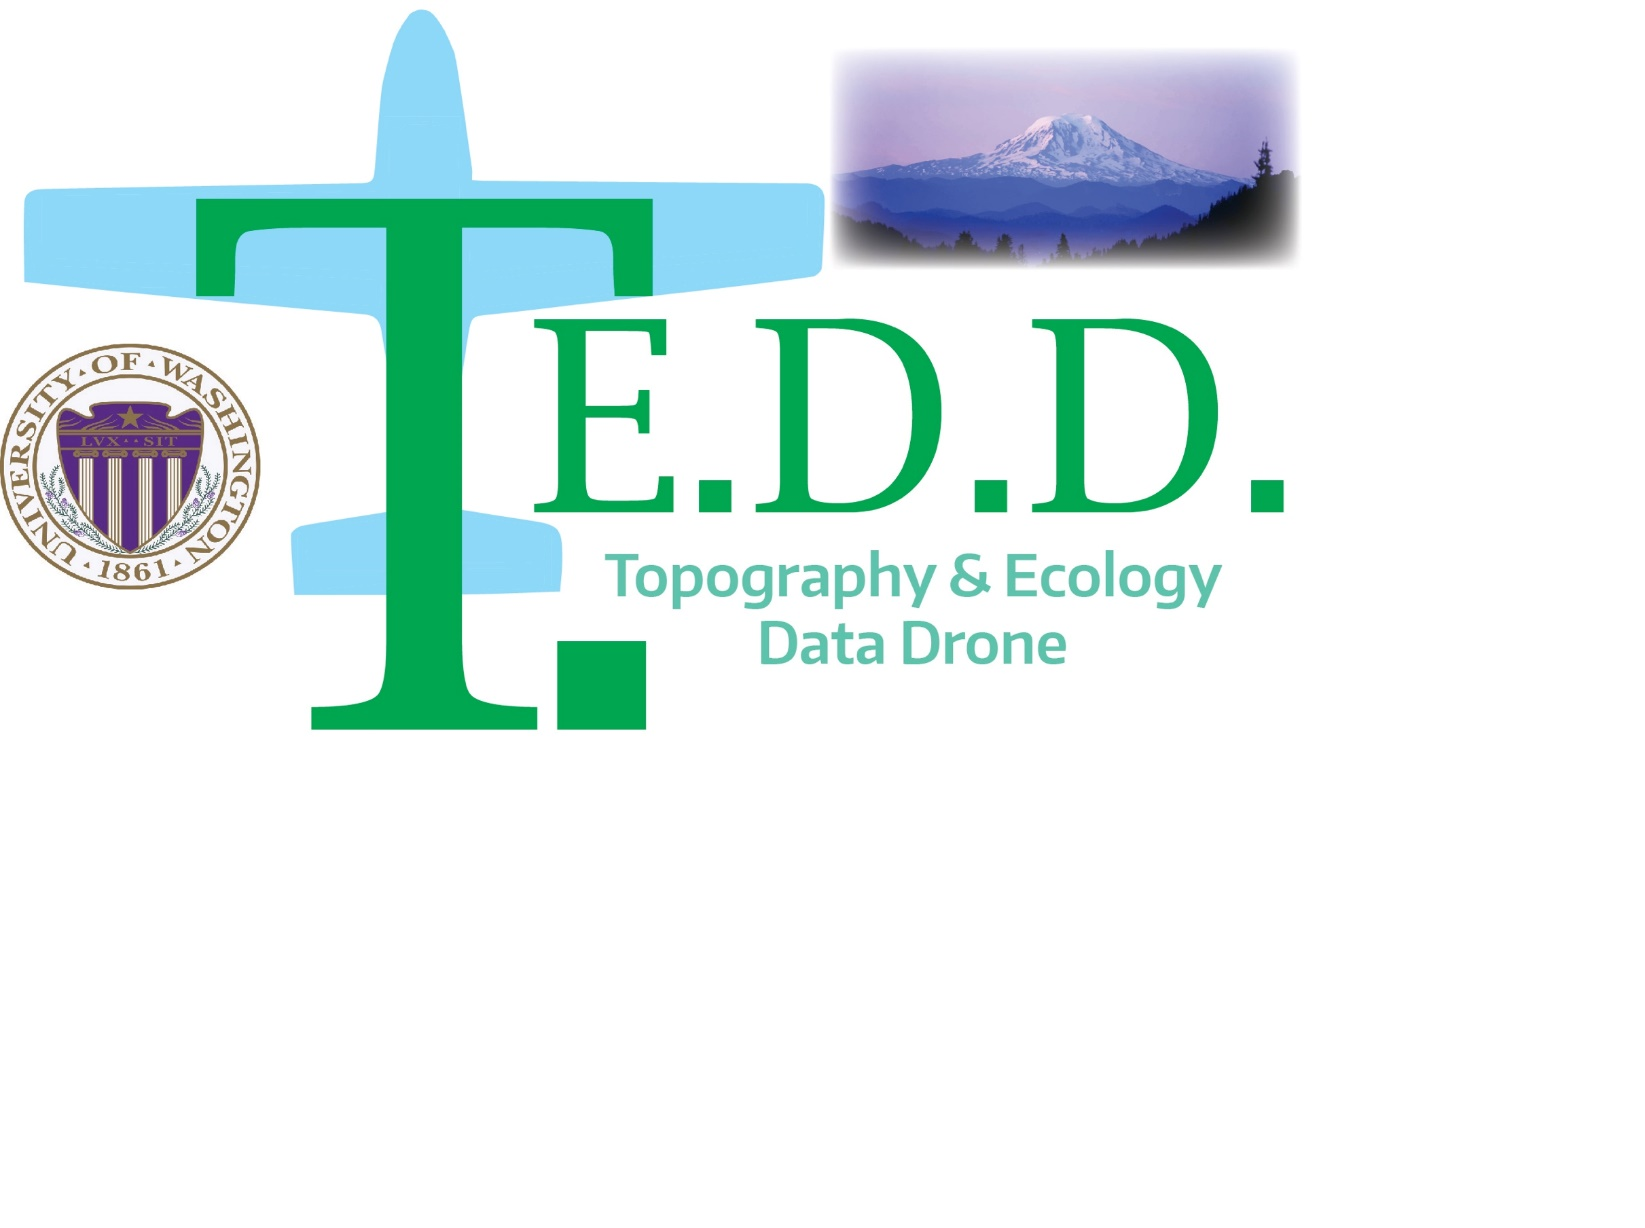 T.E.D.D.
Topography & Ecology
Data Drone
UNIVERSITY OF WASHINGTON
LVX SIT
1861